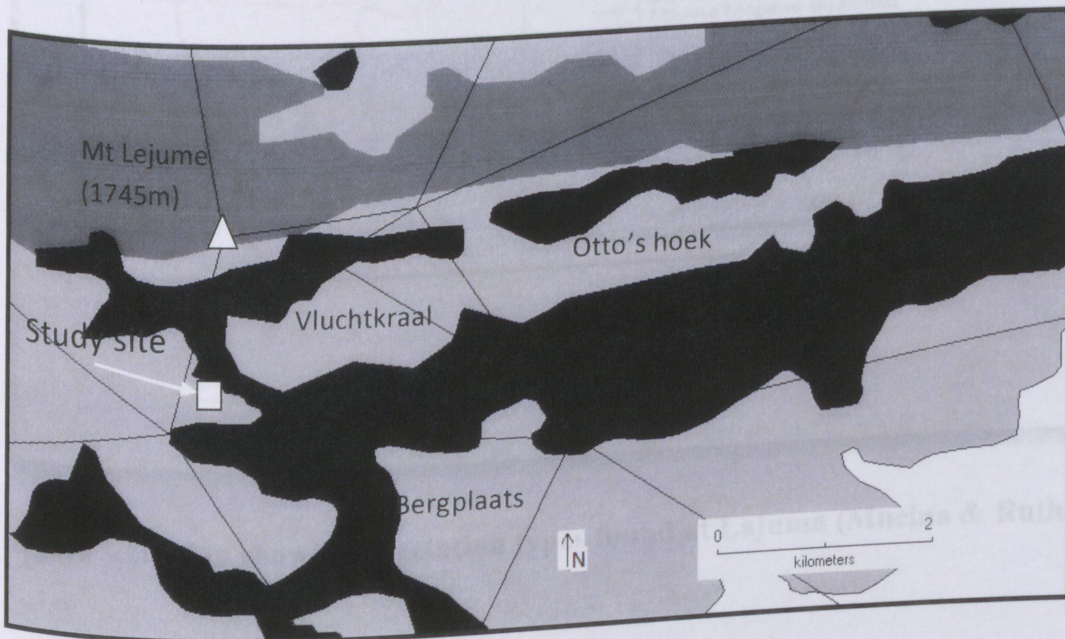 Mt Lejume
(1745m)
Otto's hoek
Vluchtkraal
Study site
Bergplaats
N
0 2
kilometers